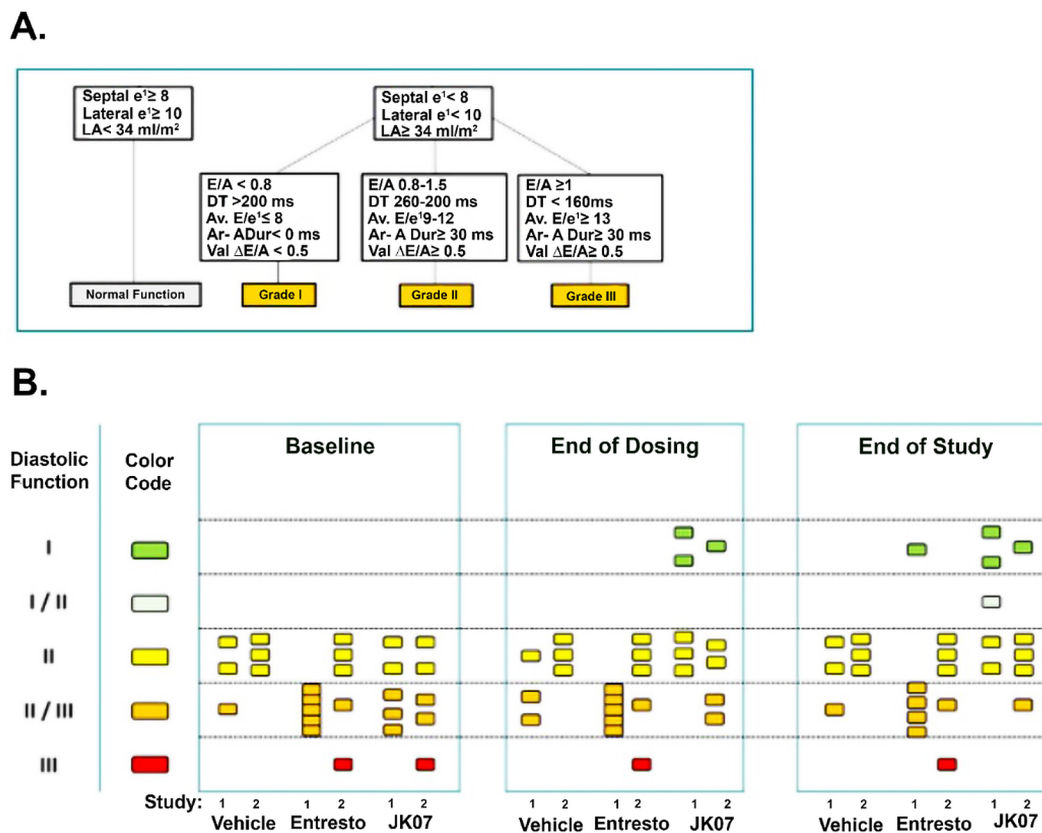 A.
Septal e¹≥ 8
Lateral e¹≥ 10
LA< 34 ml/m²
Septal e¹< 8
Lateral e¹< 10
LA≥ 34 ml/m²
E/A < 0.8
DT >200 ms
Av. E/e¹≤ 8
Ar- ADur< 0 ms
Val ΔE/A < 0.5
E/A 0.8-1.5
DT 260-200 ms
Av. E/e¹9-12
Ar- A Dur≥ 30 ms
Val ΔE/A≥ 0.5
E/A ≥1
DT < 160ms
Av. E/e¹≥ 13
Ar- A Dur≥ 30 ms
Val ΔE/A≥ 0.5
Normal Function
Grade I
Grade II
Grade III
B.
Diastolic
Function
Color
Code
Baseline
End of Dosing
End of Study
I
I / II
II
II / III
III
Study: 1 2 1 2 1 2 1 2 1 2 1 2 1 2 1 2 1 2
Vehicle Entresto JK07 Vehicle Entresto JK07 Vehicle Entresto JK07